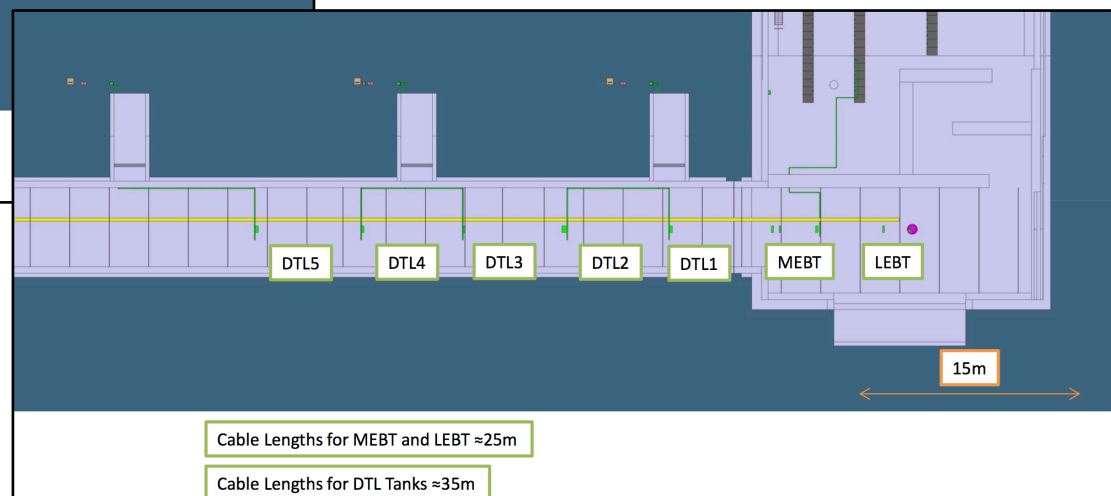 DTL5
DTL4
DTL3
DTL2
DTL1
MEBT
LEBT
15m
Cable Lengths for MEBT and LEBT ≈25m
Cable Lengths for DTL Tanks ≈35m